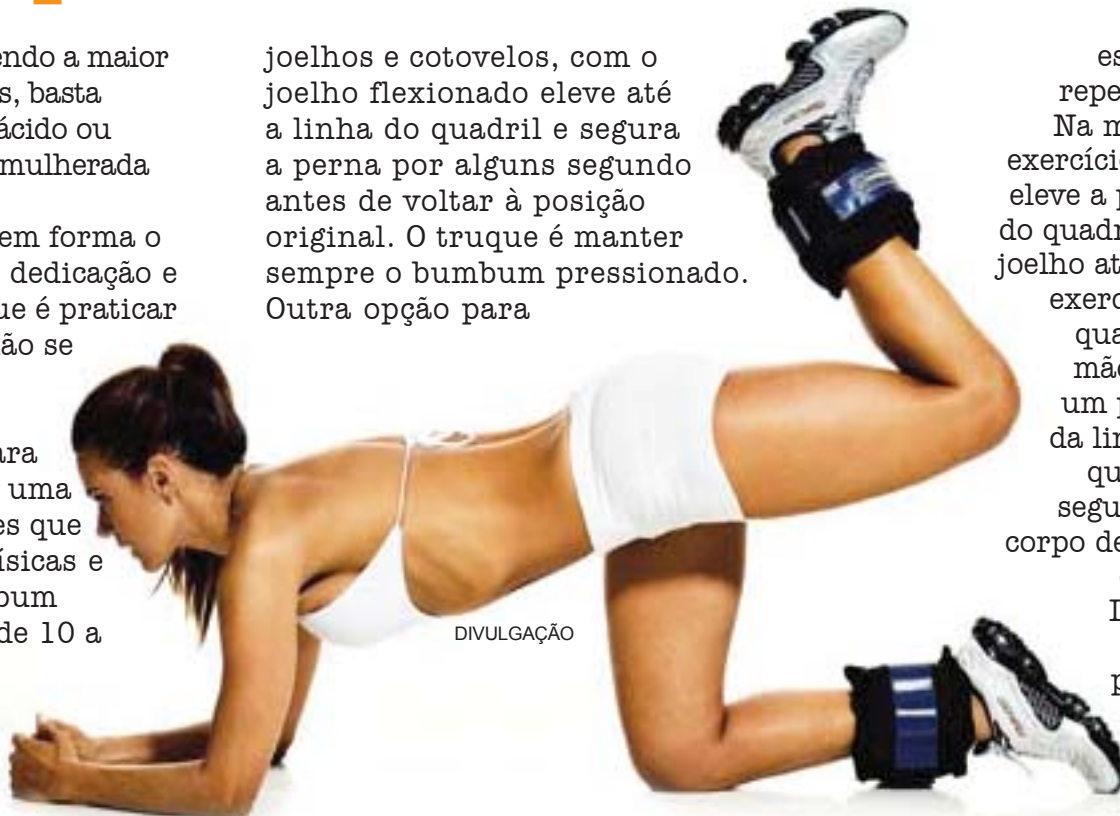 endo a maior
s, basta
ácido ou
mulherada
em forma o
dedicação e
ue é praticar
ão se
ara
uma
es que
ísicas e
bum
de 10 a
joelhos e cotovelos, com o
joelho flexionado eleve até
a linha do quadril e segura
a perna por alguns segundo
antes de voltar à posição
original. O truque é manter
sempre o bumbum pressionado.
Outra opção para
DIVULGAÇÃO
es
repe
Na m
exercíci
eleve a p
do quadr
joelho at
exerc
qua
mã
um p
da lin
qu
segu
corpo de
p